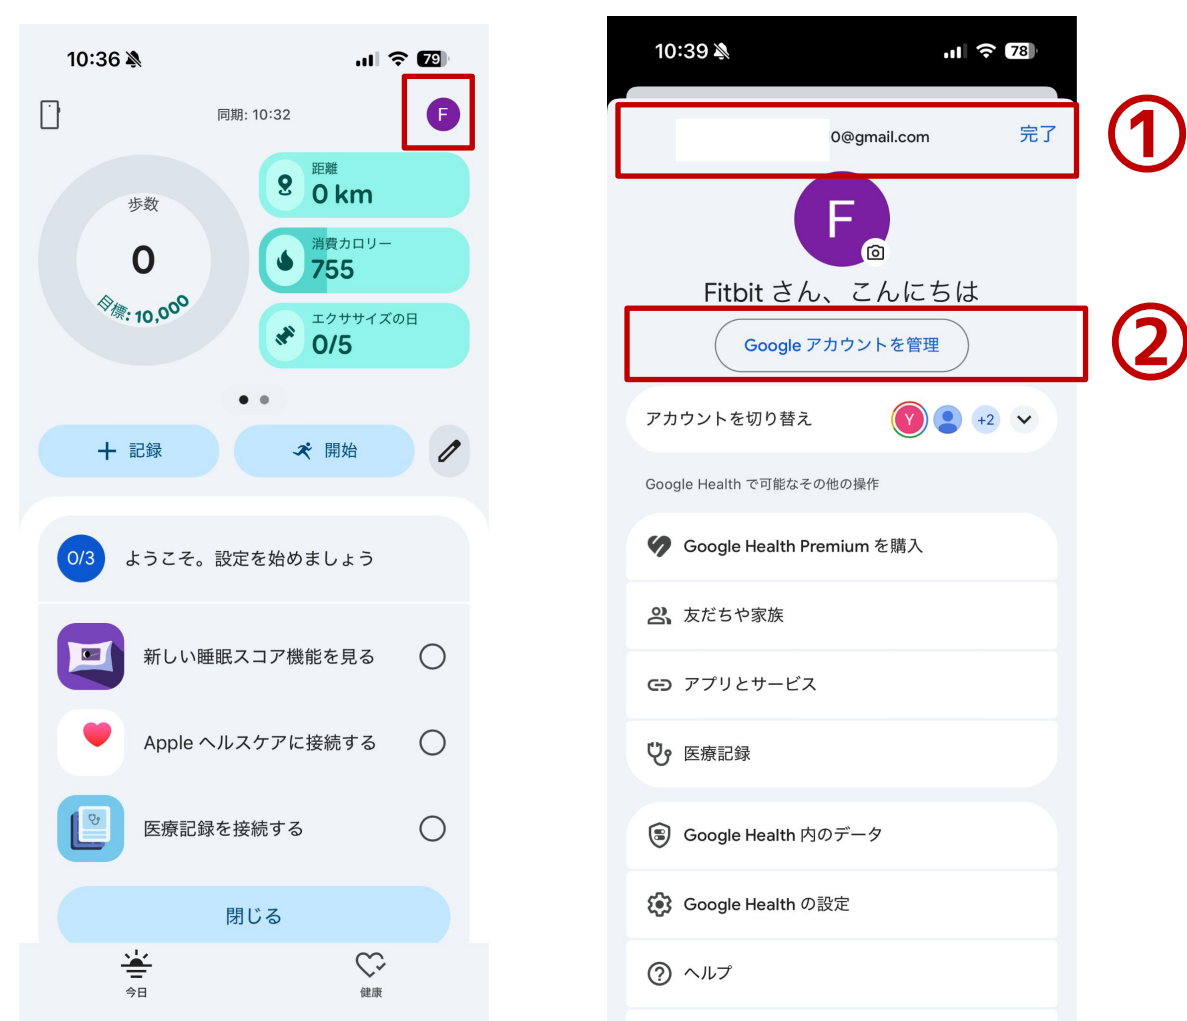 10:36
79
同期: 10:32
F
歩数
0
目標: 10,000
距離
0 km
消費カロリー
755
エクササイズの日
0/5
記録
開始
0/3
ようこそ。設定を始めましょう
新しい睡眠スコア機能を見る
Apple ヘルスケアに接続する
医療記録を接続する
閉じる
今日
健康
10:39
78
0@gmail.com
完了
①
F
Fitbit さん、こんにちは
Google アカウントを管理
②
アカウントを切り替え
Y
+2
Google Health で可能なその他の操作
Google Health Premium を購入
友だちや家族
アプリとサービス
医療記録
Google Health 内のデータ
Google Health の設定
ヘルプ